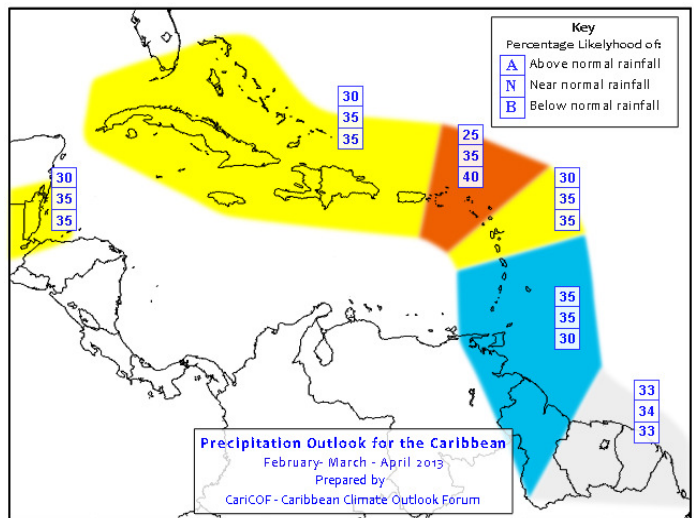 Key
Percentage Likelyhood of:
A Above normal rainfall
N Near normal rainfall
B Below normal rainfall
30
35
35
25
35
40
30
35
35
30
35
35
35
35
30
33
34
33
Precipitation Outlook for the Caribbean
February- March - April 2013
Prepared by
CariCOF - Caribbean Climate Outlook Forum